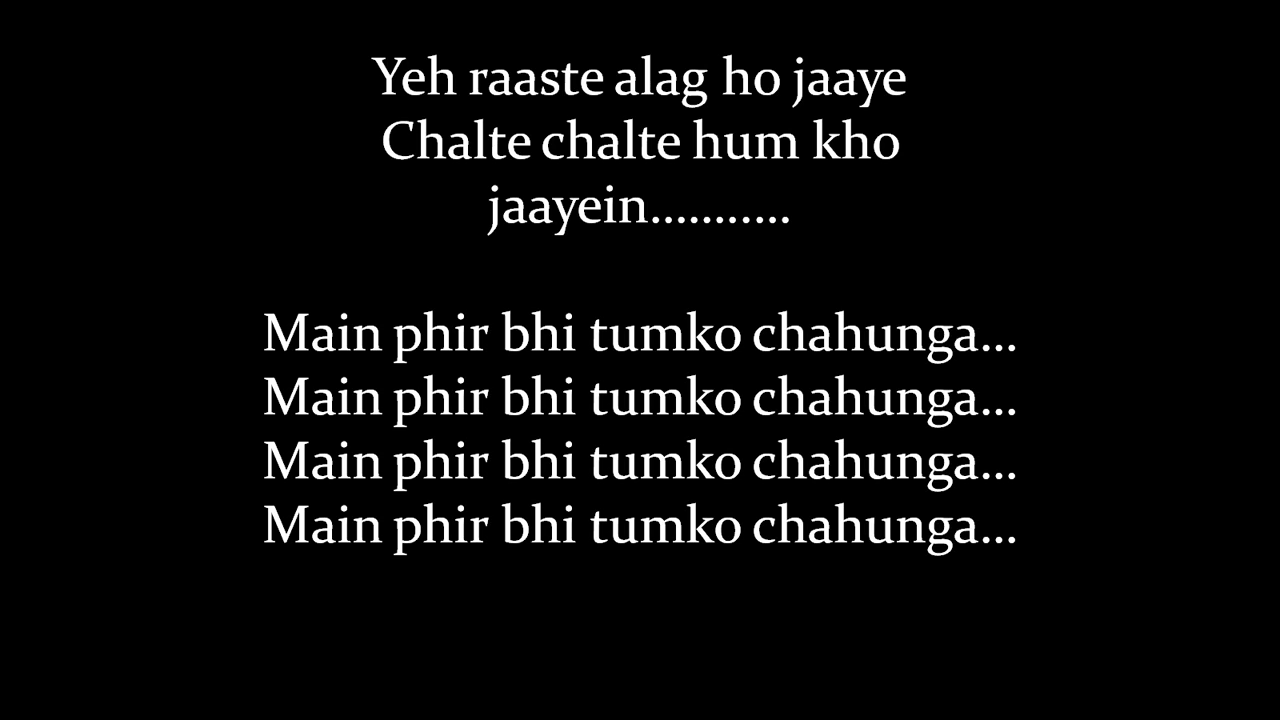 Yeh raaste alag ho jaaye
Chalte chalte hum kho
jaayein...........
Main phir bhi tumko chahunga...
Main phir bhi tumko chahunga...
Main phir bhi tumko chahunga...
Main phir bhi tumko chahunga...